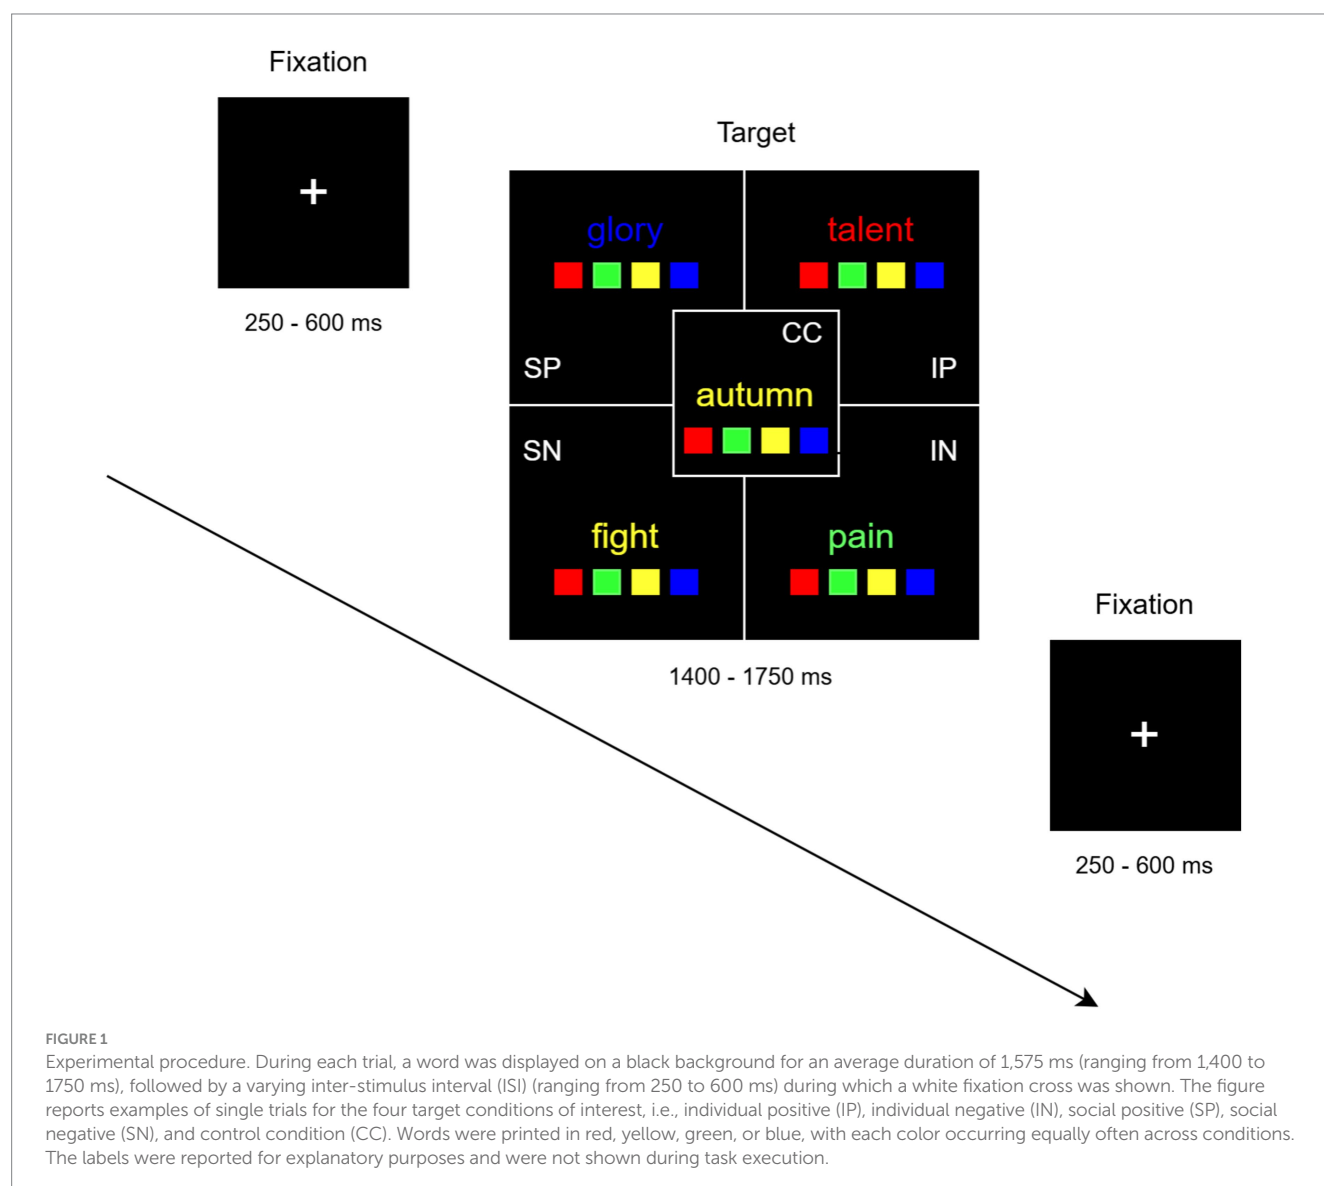 Fixation
250 - 600 ms
Target
glory
talent
CC
SP
IP
autumn
SN
IN
fight
pain
1400 - 1750 ms
Fixation
250 - 600 ms
FIGURE 1
Experimental procedure. During each trial, a word was displayed on a black background for an average duration of 1,575 ms (ranging from 1,400 to
1750 ms), followed by a varying inter-stimulus interval (ISI) (ranging from 250 to 600 ms) during which a white fixation cross was shown. The figure
reports examples of single trials for the four target conditions of interest, i.e., individual positive (IP), individual negative (IN), social positive (SP), social
negative (SN), and control condition (CC). Words were printed in red, yellow, green, or blue, with each color occurring equally often across conditions.
The labels were reported for explanatory purposes and were not shown during task execution.